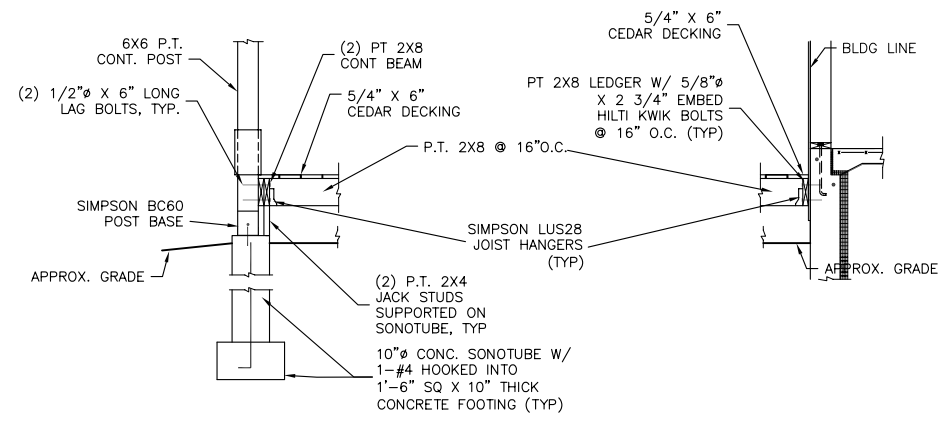 6X6 P.T.
CONT. POST
(2) 1/2"ø X 6" LONG
LAG BOLTS, TYP.
(2) PT 2X8
CONT BEAM
5/4" X 6"
CEDAR DECKING
P.T. 2X8 @ 16"O.C.
SIMPSON BC60
POST BASE
APPROX. GRADE
SIMPSON LUS28
JOIST HANGERS
(TYP)
(2) P.T. 2X4
JACK STUDS
SUPPORTED ON
SONOTUBE, TYP
10"ø CONC. SONOTUBE W/
1-#4 HOOKED INTO
1'-6" SQ X 10" THICK
CONCRETE FOOTING (TYP)
5/4" X 6"
CEDAR DECKING
BLDG LINE
PT 2X8 LEDGER W/ 5/8"ø
X 2 3/4" EMBED
HILTI KWIK BOLTS
@ 16" O.C. (TYP)
APPROX. GRADE